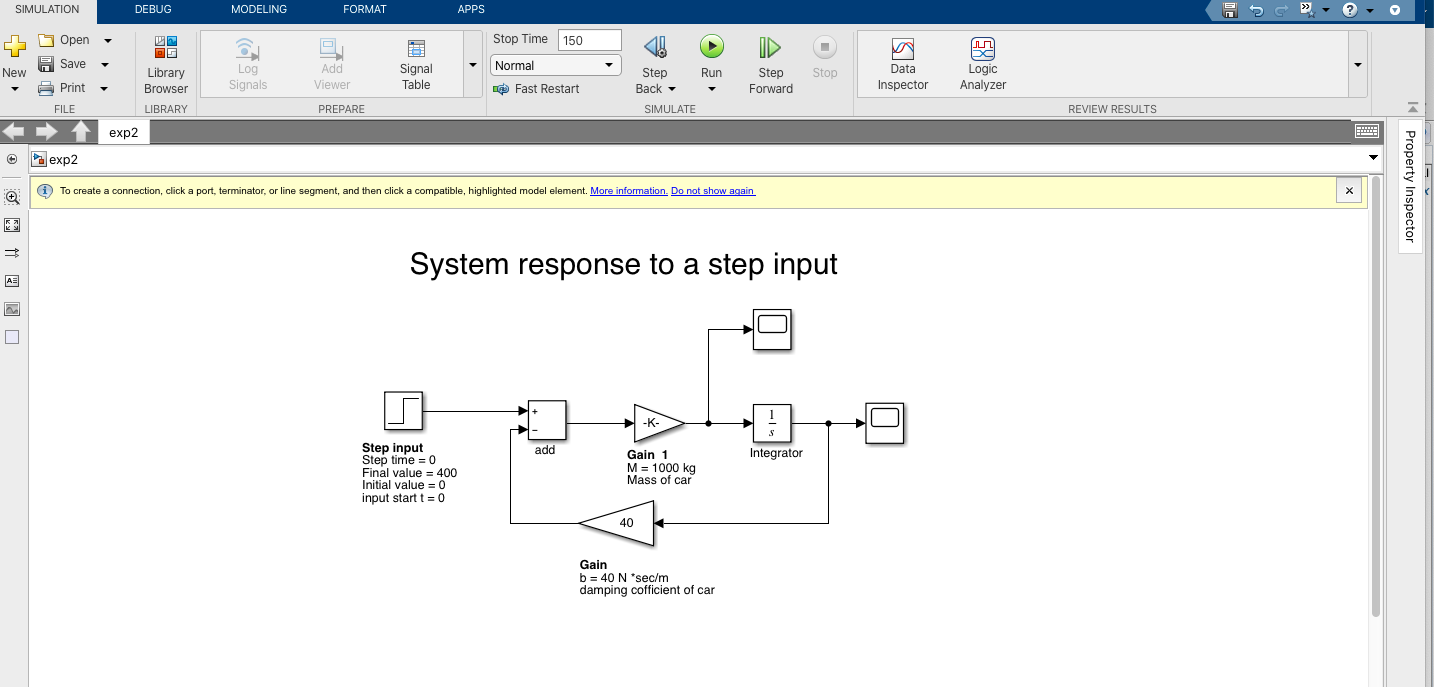 SIMULATION DEBUG MODELING FORMAT APPS
New
Open
Save
Print
FILE
Library
Browser
LIBRARY
Log
Signals
Add
Viewer
Signal
Table
PREPARE
Stop Time 150
Normal
Fast Restart
Step
Back
Run
Step
Forward
Stop
SIMULATE
Data
Inspector
Logic
Analyzer
REVIEW RESULTS
exp2
exp2
Property Inspector
To create a connection, click a port, terminator, or line segment, and then click a compatible, highlighted model element. More information. Do not show again.
System response to a step input
Step input
Step time = 0
Final value = 400
Initial value = 0
input start t = 0
+
−
add
-K-
Gain 1
M = 1000 kg
Mass of car
1
s
Integrator
40
Gain
b = 40 N *sec/m
damping cofficient of car